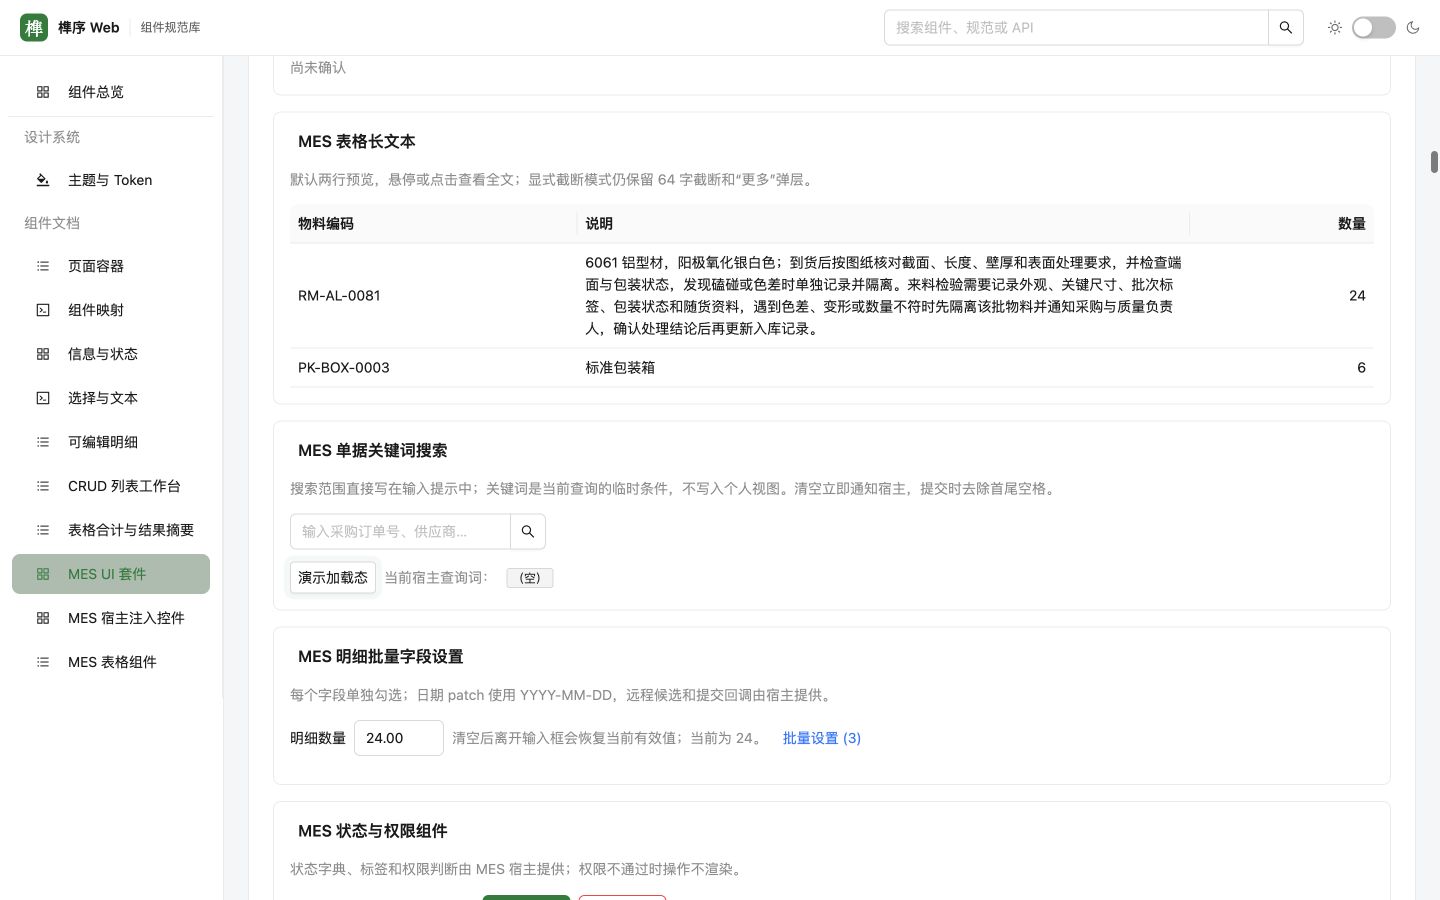 榫
榫序 Web
组件规范库
搜索组件、规范或 API
组件总览
设计系统
主题与 Token
组件文档
页面容器
组件映射
信息与状态
选择与文本
可编辑明细
CRUD 列表工作台
表格合计与结果摘要
MES UI 套件
MES 宿主注入控件
MES 表格组件
尚未确认
MES 表格长文本
默认两行预览，悬停或点击查看全文；显式截断模式仍保留 64 字截断和“更多”弹层。
物料编码 说明 数量
RM-AL-0081
6061 铝型材，阳极氧化银白色；到货后按图纸核对截面、长度、壁厚和表面处理要求，并检查端
面与包装状态，发现磕碰或色差时单独记录并隔离。来料检验需要记录外观、关键尺寸、批次标
签、包装状态和随货资料，遇到色差、变形或数量不符时先隔离该批物料并通知采购与质量负责
人，确认处理结论后再更新入库记录。
24
PK-BOX-0003 标准包装箱 6
MES 单据关键词搜索
搜索范围直接写在输入提示中；关键词是当前查询的临时条件，不写入个人视图。清空立即通知宿主，提交时去除首尾空格。
输入采购订单号、供应商...
演示加载态 当前宿主查询词： (空)
MES 明细批量字段设置
每个字段单独勾选；日期 patch 使用 YYYY-MM-DD，远程候选和提交回调由宿主提供。
明细数量 24.00 清空后离开输入框会恢复当前有效值；当前为 24。 批量设置 (3)
MES 状态与权限组件
状态字典、标签和权限判断由 MES 宿主提供；权限不通过时操作不渲染。